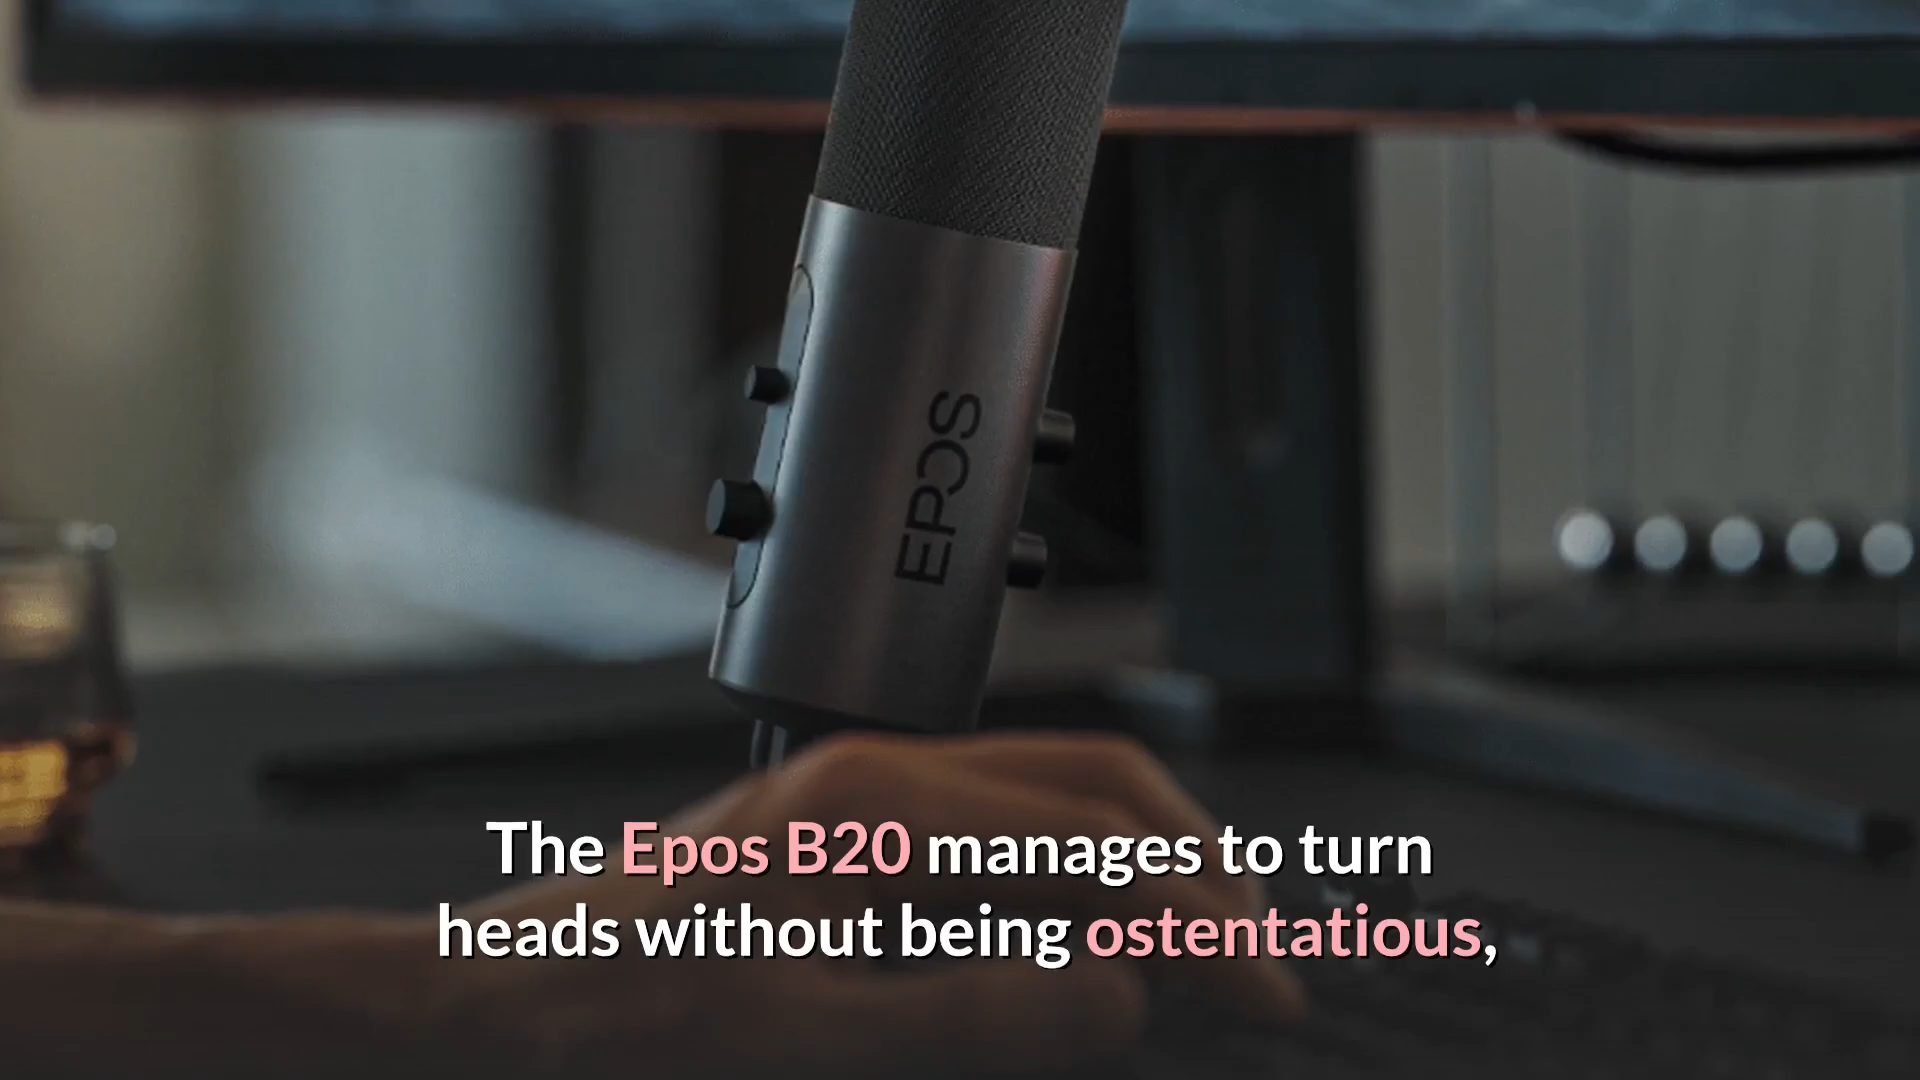 EPOS
The Epos B20 manages to turn
heads without being ostentatious,